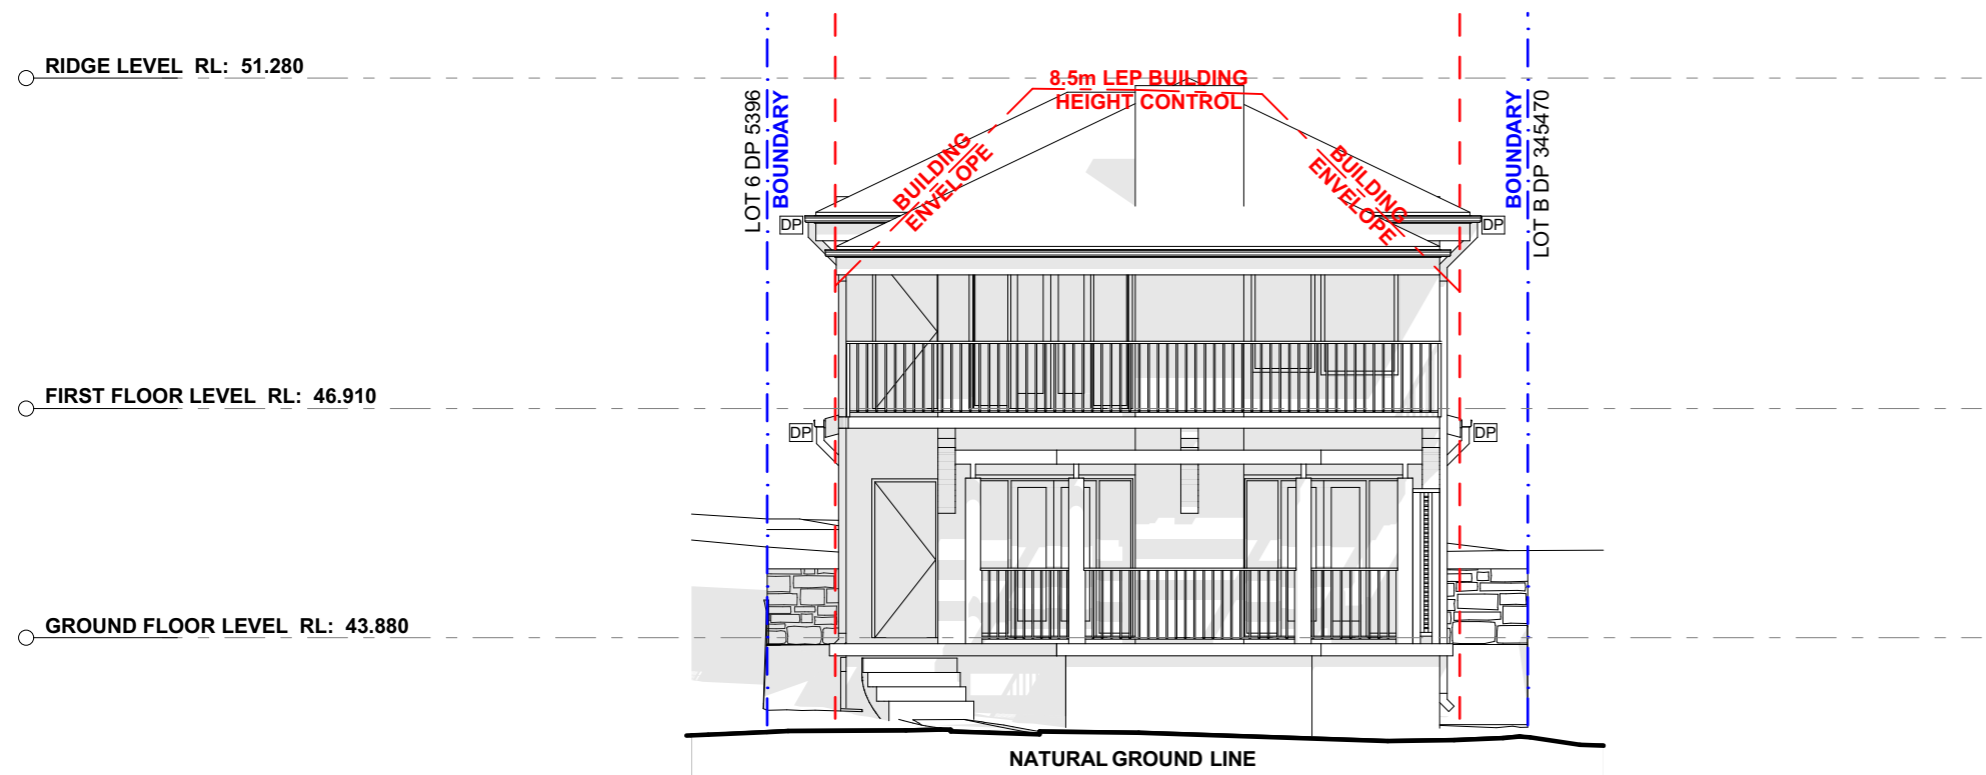 RIDGE LEVEL RL: 51.280
8.5m LEP BUILDING
HEIGHT CONTROL
LOT 6 DP 5396
BOUNDARY
BOUNDARY
LOT B DP 345470
BUILDING
ENVELOPE
BUILDING
ENVELOPE
DP
DP
FIRST FLOOR LEVEL RL: 46.910
DP
DP
GROUND FLOOR LEVEL RL: 43.880
NATURAL GROUND LINE